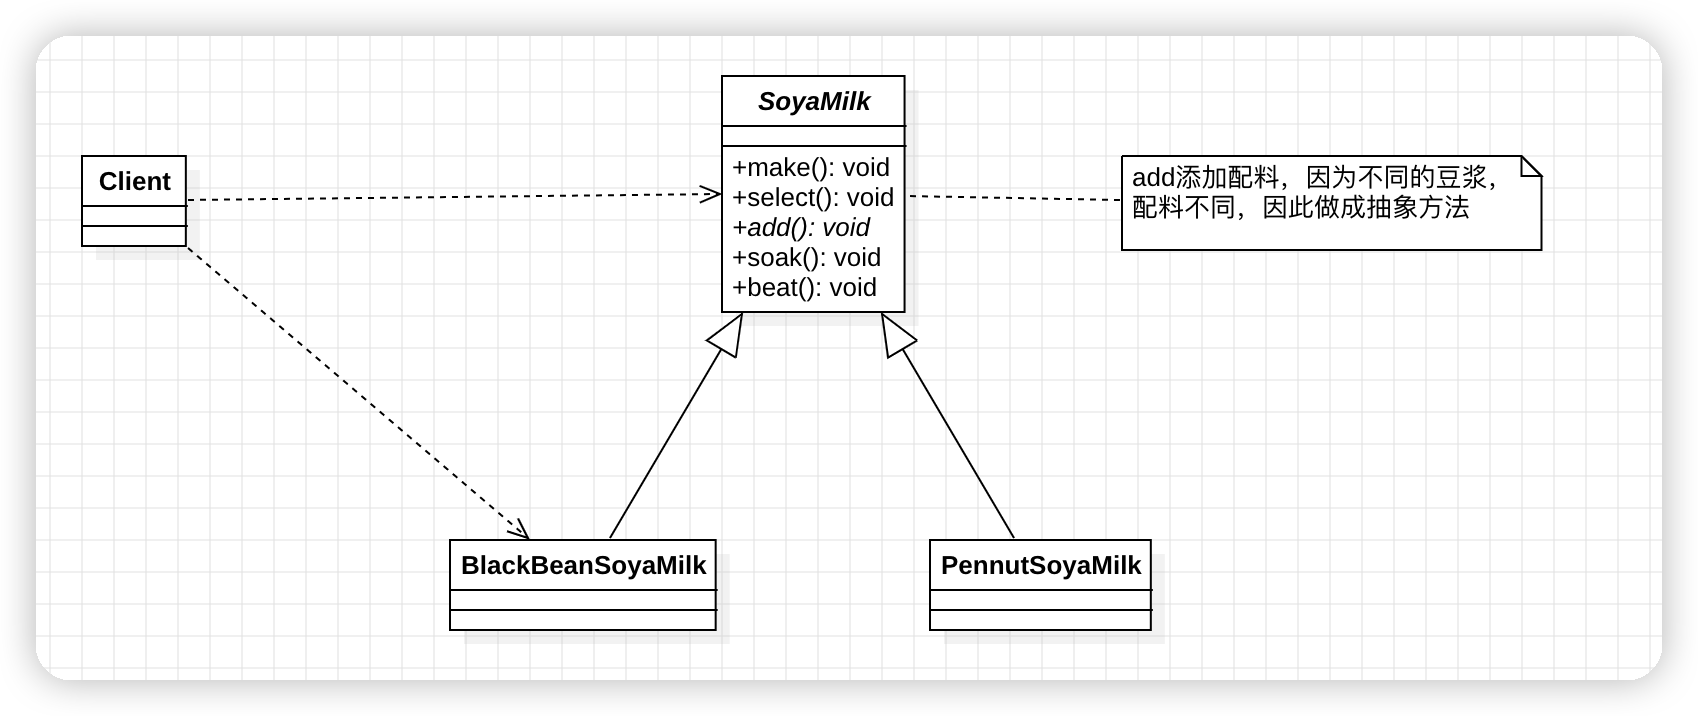 SoyaMilk
+make(): void
+select(): void
+add(): void
+soak(): void
+beat(): void
Client
add添加配料，因为不同的豆浆，
配料不同，因此做成抽象方法
BlackBeanSoyaMilk
PennutSoyaMilk